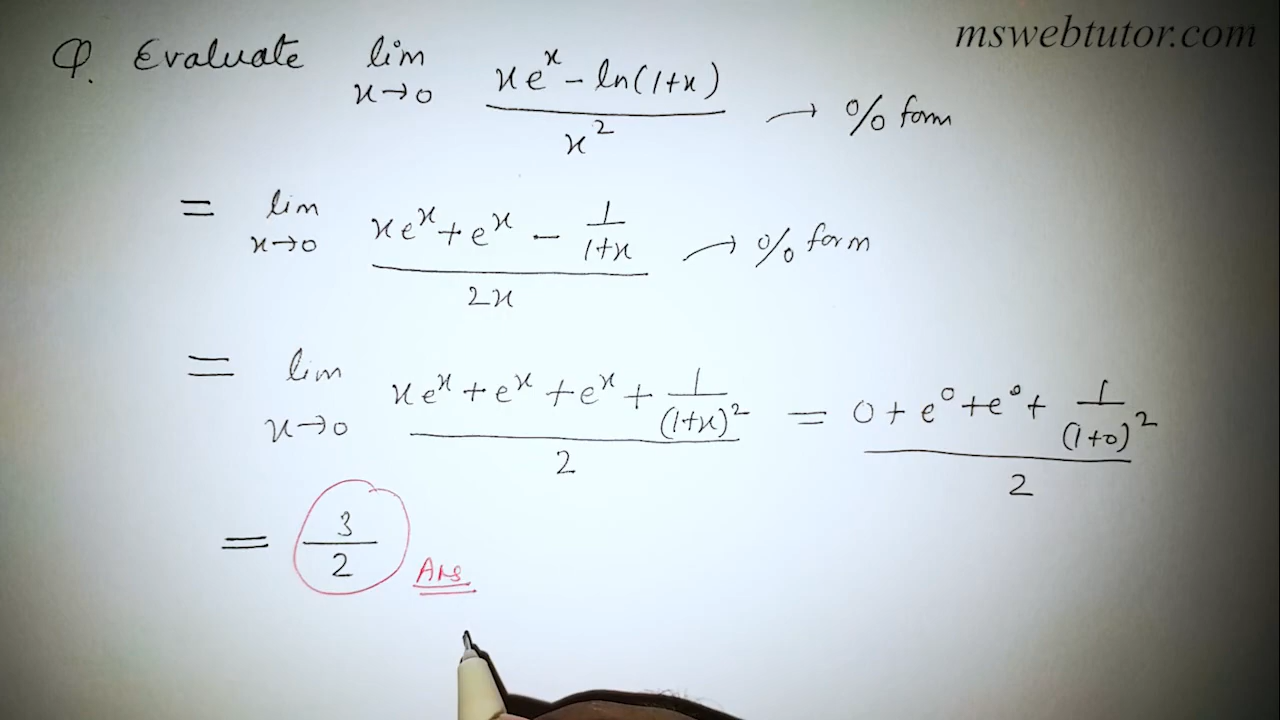 mswebtutor.com
Q. Evaluate lim x→0 (xe^x - ln(1+x))/x^2 → 0/0 form
= lim x→0 (xe^x + e^x - 1/(1+x))/2x → 0/0 form
= lim x→0 (xe^x + e^x + e^x + 1/(1+x)^2)/2 = (0 + e^0 + e^0 + 1/(1+0)^2)/2
= 3/2 Ans